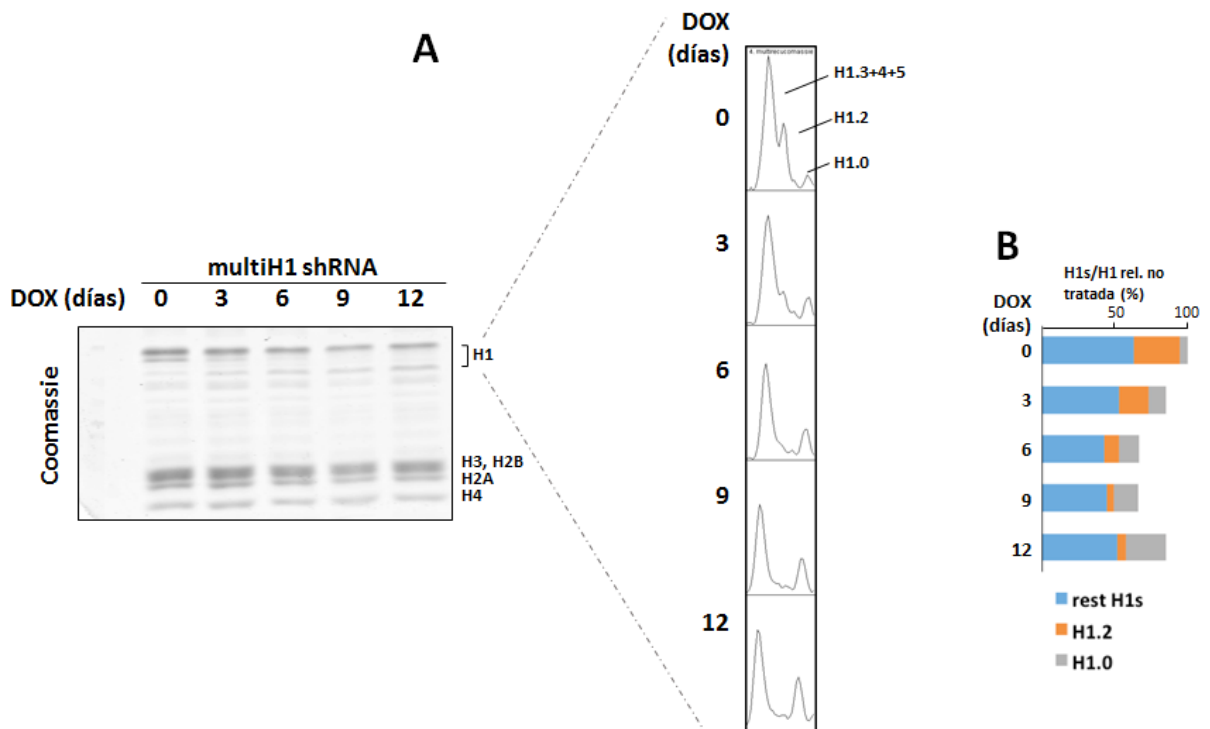 A
multiH1 shRNA
DOX (días) 0 3 6 9 12
Coomassie
H1
H3, H2B
H2A
H4
DOX
(días)
0
3
6
9
12
4. multirecucomassie
H1.3+4+5
H1.2
H1.0
B
H1s/H1 rel. no
tratada (%)
DOX
(días)
50 100
0
3
6
9
12
rest H1s
H1.2
H1.0